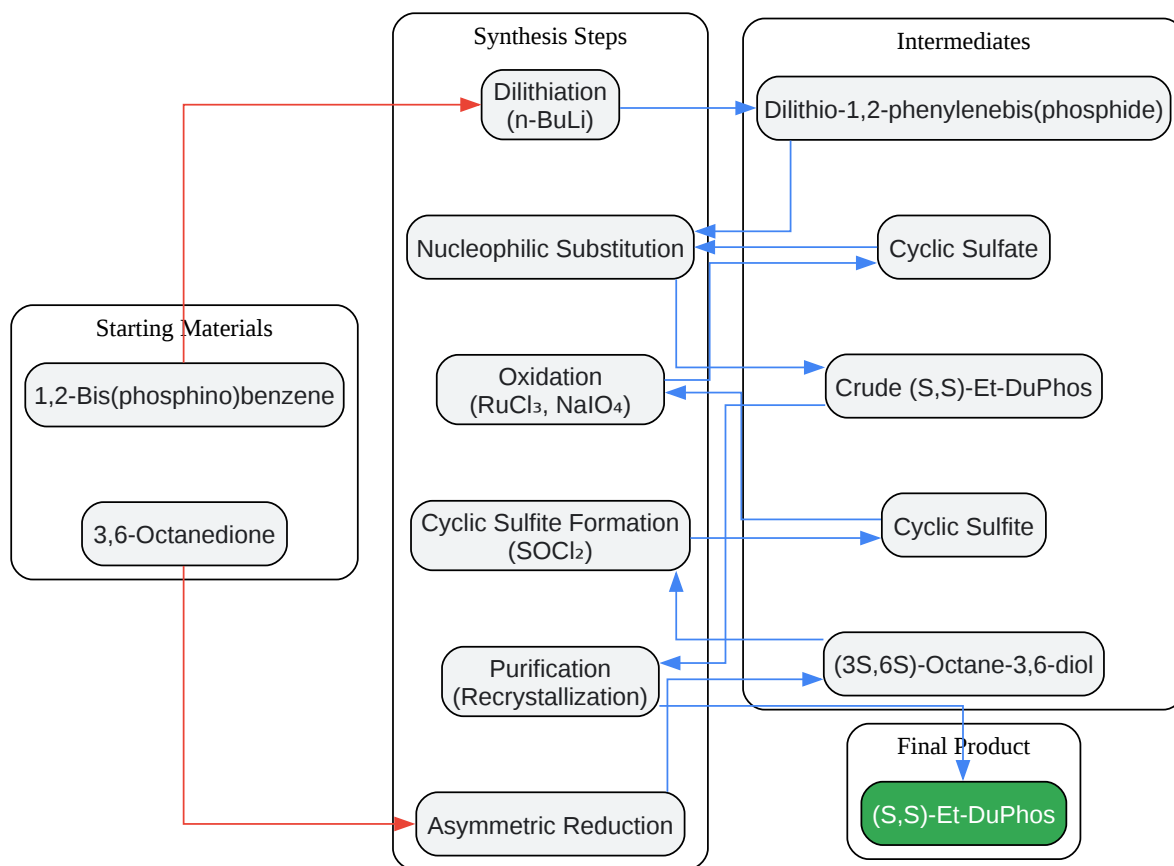 Synthesis Steps
Intermediates
Dilithiation
(n-BuLi)
Dilithio-1,2-phenylenebis(phosphide)
Nucleophilic Substitution
Cyclic Sulfate
Starting Materials
1,2-Bis(phosphino)benzene
Oxidation
(RuCl₃, NaIO₄)
Crude (S,S)-Et-DuPhos
3,6-Octanedione
Cyclic Sulfite Formation
(SOCl₂)
Cyclic Sulfite
Purification
(Recrystallization)
(3S,6S)-Octane-3,6-diol
Final Product
Asymmetric Reduction
(S,S)-Et-DuPhos